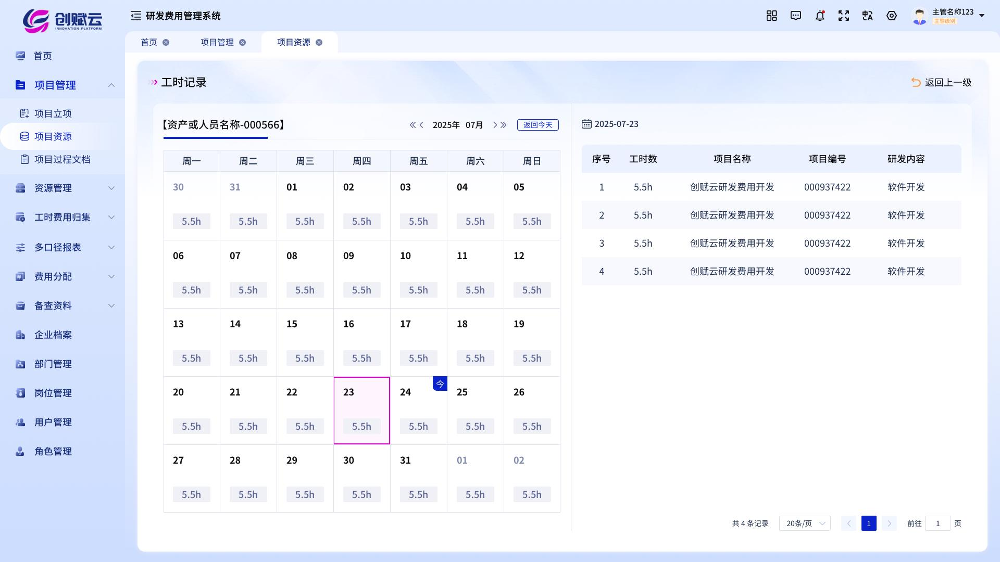 创赋云
INNOVATION PLATFORM
研发费用管理系统
主管名称123
主管级别
首页
项目管理
项目立项
项目资源
项目过程文档
资源管理
工时费用归集
多口径报表
费用分配
备查资料
企业档案
部门管理
岗位管理
用户管理
角色管理
首页 项目管理 项目资源
工时记录
返回上一级
【资产或人员名称-000566】 2025年 07月 返回今天
周一 周二 周三 周四 周五 周六 周日
30 31 01 02 03 04 05
5.5h 5.5h 5.5h 5.5h 5.5h 5.5h 5.5h
06 07 08 09 10 11 12
5.5h 5.5h 5.5h 5.5h 5.5h 5.5h 5.5h
13 14 15 16 17 18 19
5.5h 5.5h 5.5h 5.5h 5.5h 5.5h 5.5h
20 21 22 23 24 今 25 26
5.5h 5.5h 5.5h 5.5h 5.5h 5.5h 5.5h
27 28 29 30 31 01 02
5.5h 5.5h 5.5h 5.5h 5.5h 5.5h 5.5h
2025-07-23
序号 工时数 项目名称 项目编号 研发内容
1 5.5h 创赋云研发费用开发 000937422 软件开发
2 5.5h 创赋云研发费用开发 000937422 软件开发
3 5.5h 创赋云研发费用开发 000937422 软件开发
4 5.5h 创赋云研发费用开发 000937422 软件开发
共 4 条记录 20条/页 1 前往 1 页